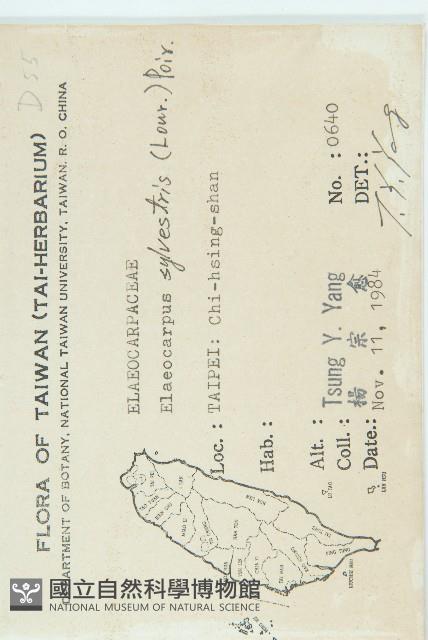 D55
FLORA OF TAIWAN (TAI-HERBARIUM)
DEPARTMENT OF BOTANY, NATIONAL TAIWAN UNIVERSITY, TAIWAN, R. O. CHINA
ELAEOCARPACEAE
Elaeocarpus sylvestris (Lour.) Poir.
Loc.: TAIPEI: Chi-hsing-shan
Hab.:
Alt.:
No.: 0640
Coll.: Tsung Y. Yang
楊宗愈
DET.:
T. Y. Yang
Date.: Nov. 11, 1984
國立自然科學博物館
NATIONAL MUSEUM OF NATURAL SCIENCE